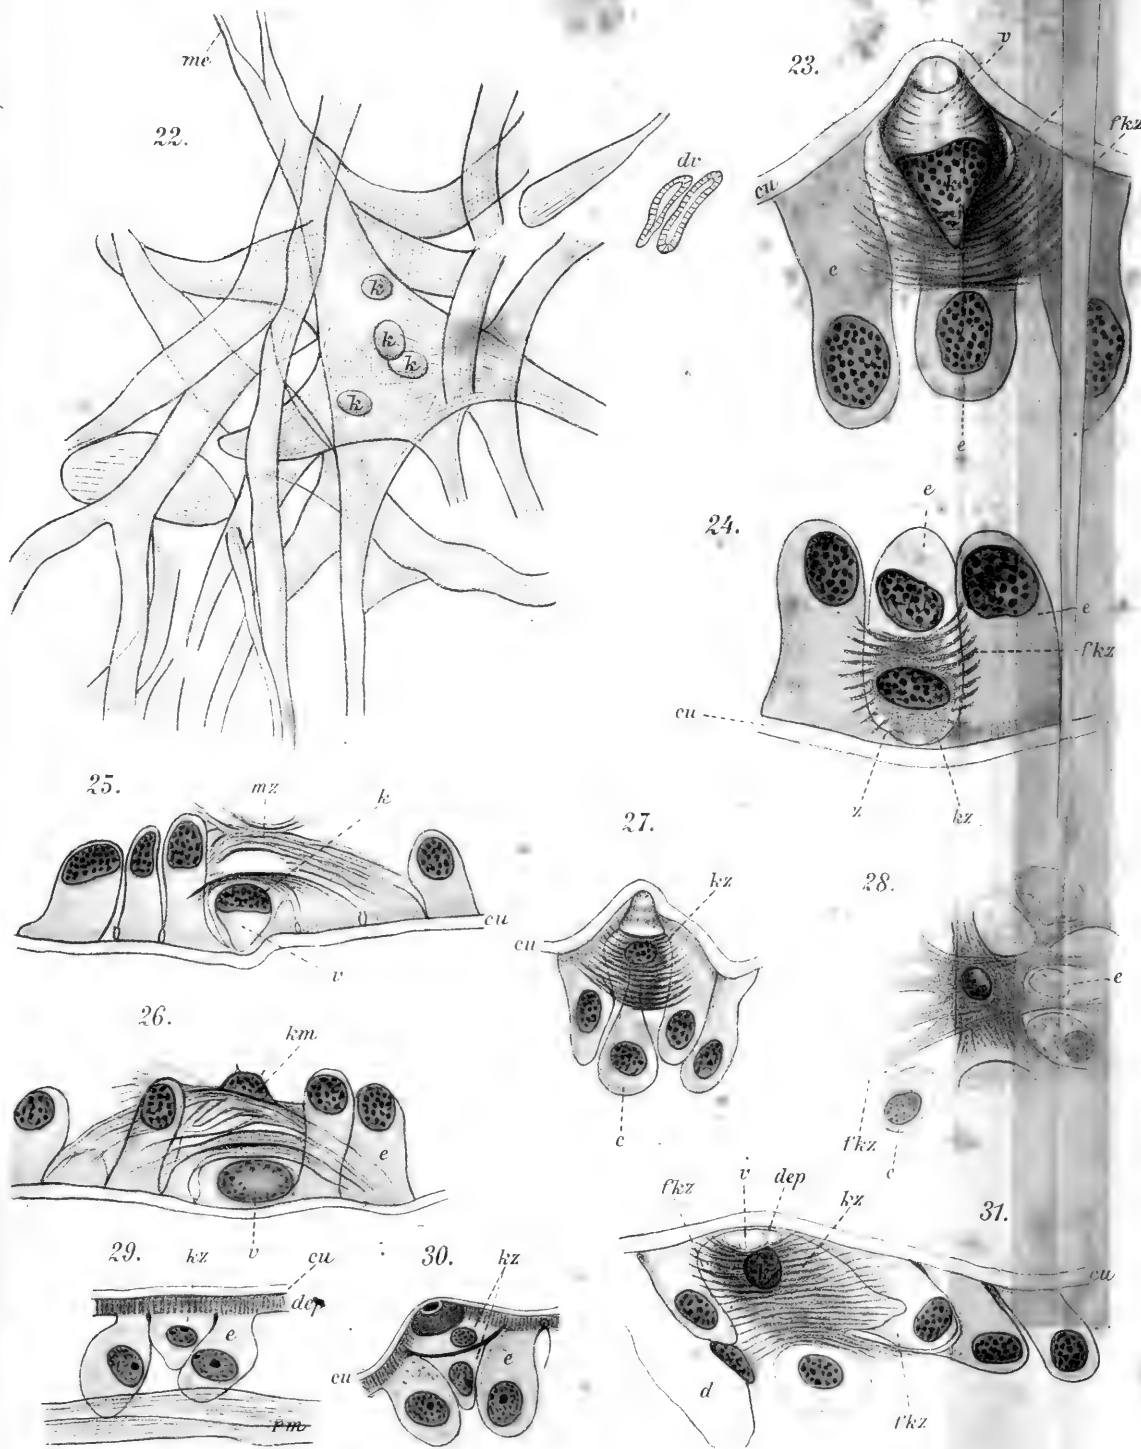 me
22.
k
k
k
k
dv
23.
v
fkz
cu
k
e
e
24.
e
e
fkz
cu
z
kz
25.
mz
k
cu
v
26.
km
e
v
27.
kz
cu
c
28.
e
fkz
c
29.
kz
cu
dep
e
rm
30.
kz
e
cu
31.
fkz
v
dep
kz
cu
d
fkz